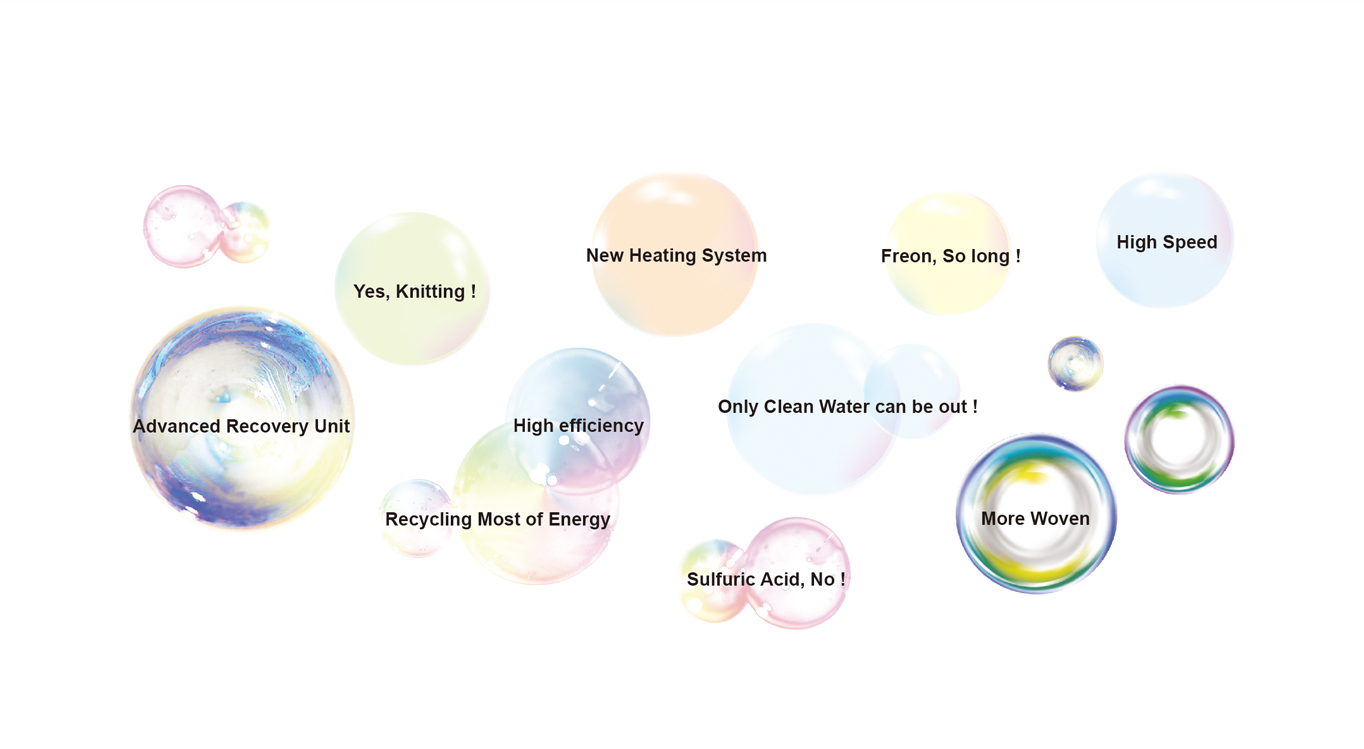 High Speed
New Heating System
Freon, So long !
Yes, Knitting !
Only Clean Water can be out !
Advanced Recovery Unit
High efficiency
Recycling Most of Energy
More Woven
Sulfuric Acid, No !